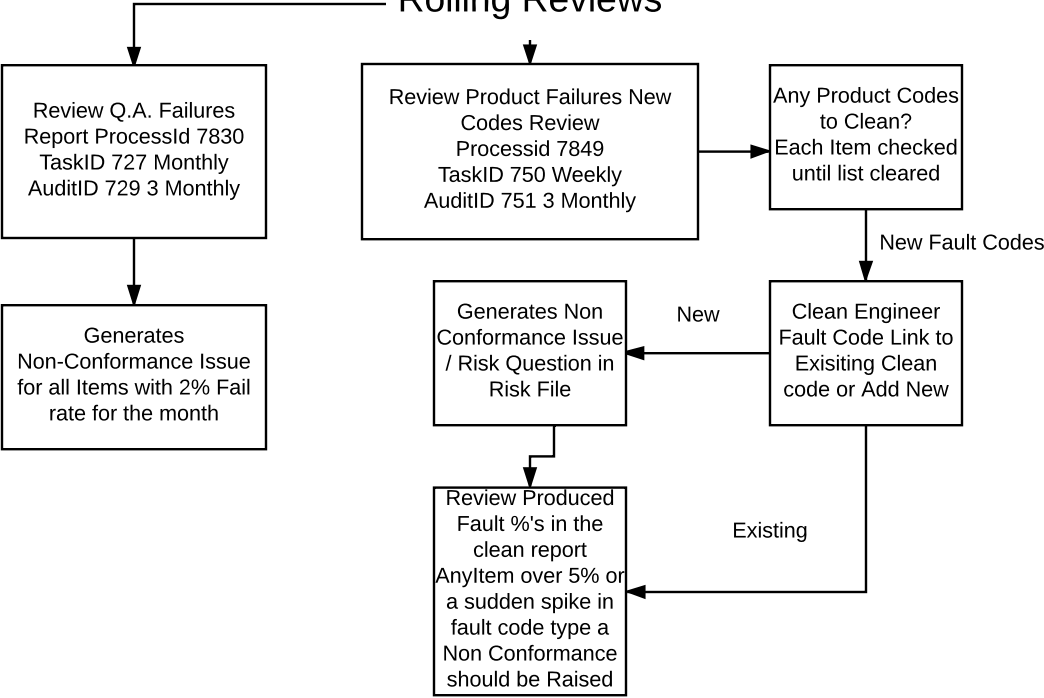 Rolling Reviews
Review Q.A. Failures
Report ProcessId 7830
TaskID 727 Monthly
AuditID 729 3 Monthly
Review Product Failures New
Codes Review
Processid 7849
TaskID 750 Weekly
AuditID 751 3 Monthly
Any Product Codes
to Clean?
Each Item checked
until list cleared
New Fault Codes
Generates
Non-Conformance Issue
for all Items with 2% Fail
rate for the month
Generates Non
Conformance Issue
/ Risk Question in
Risk File
New
Clean Engineer
Fault Code Link to
Exisiting Clean
code or Add New
Review Produced
Fault %'s in the
clean report
AnyItem over 5% or
a sudden spike in
fault code type a
Non Conformance
should be Raised
Existing